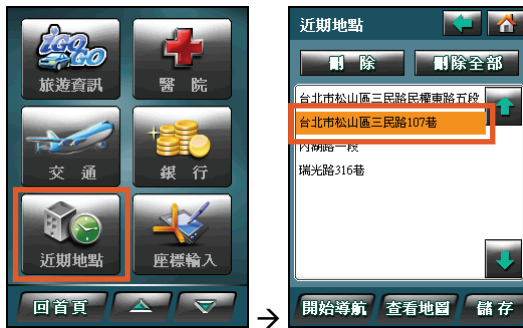 iGO GO
旅遊資訊
醫 院
交 通
銀 行
近期地點
座標輸入
回首頁
→
近期地點
刪 除
刪除全部
台北市松山區三民路民權東路五段
台北市松山區三民路107巷
內湖路一段
瑞光路316巷
開始導航
查看地圖
儲 存